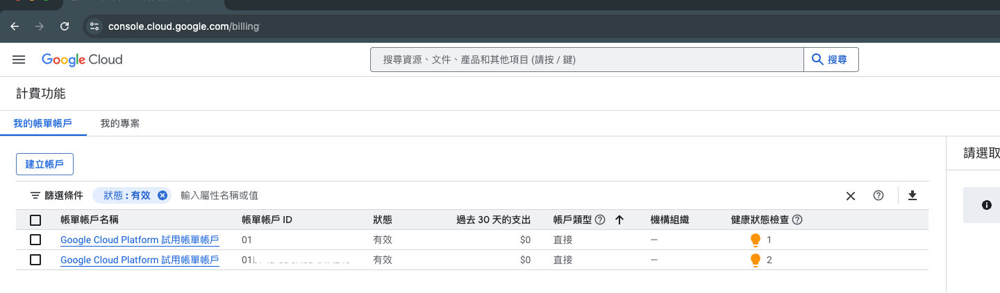 console.cloud.google.com/billing
Google Cloud
搜尋資源、文件、產品和其他項目 (請按 / 鍵)
搜尋
計費功能
我的帳單帳戶 我的專案
請選取
建立帳戶
篩選條件 狀態 : 有效 輸入屬性名稱或值
帳單帳戶名稱 帳單帳戶 ID 狀態 過去 30 天的支出 帳戶類型 機構組織 健康狀態檢查
Google Cloud Platform 試用帳單帳戶 01 有效 $0 直接 — 1
Google Cloud Platform 試用帳單帳戶 01 有效 $0 直接 — 2